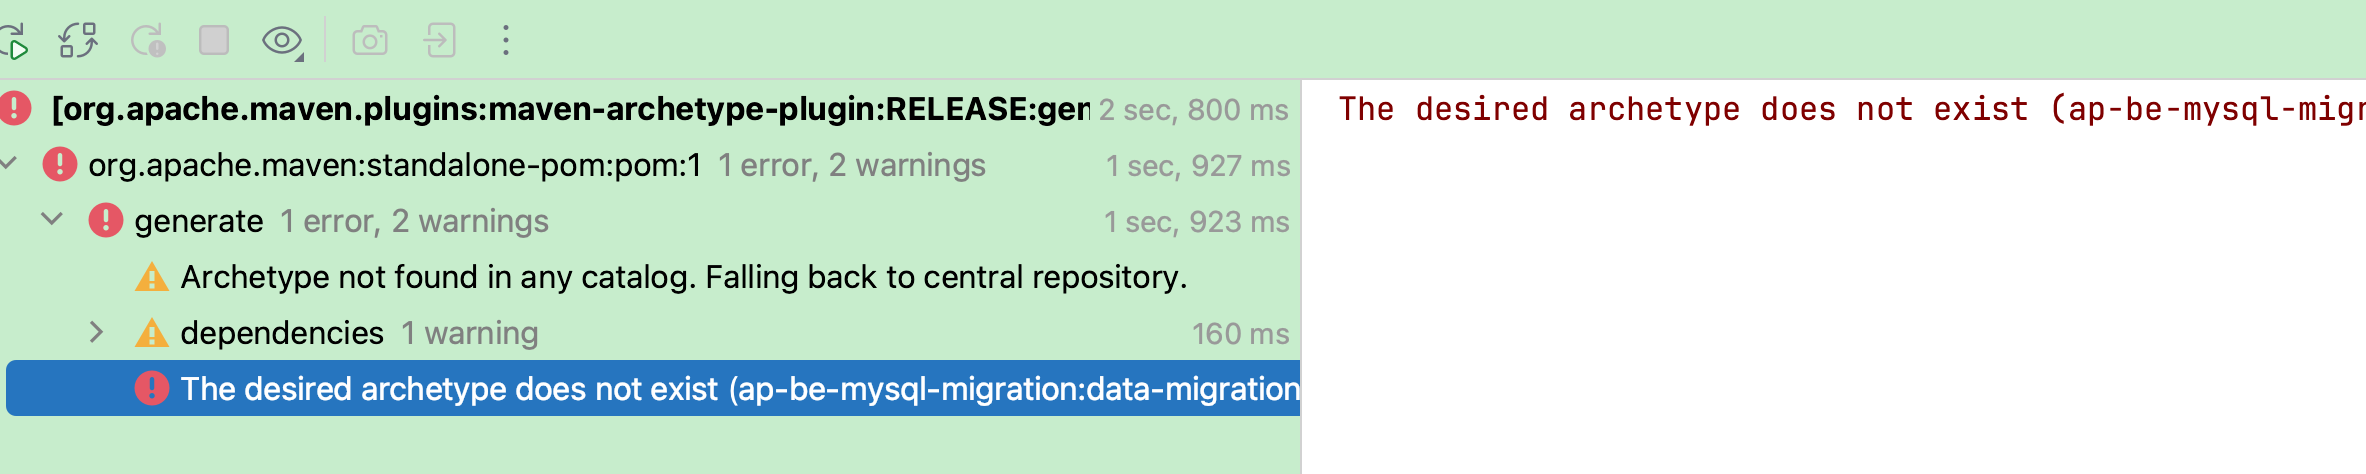 [org.apache.maven.plugins:maven-archetype-plugin:RELEASE:ger 2 sec, 800 ms
org.apache.maven:standalone-pom:pom:1 1 error, 2 warnings 1 sec, 927 ms
generate 1 error, 2 warnings 1 sec, 923 ms
Archetype not found in any catalog. Falling back to central repository.
dependencies 1 warning 160 ms
The desired archetype does not exist (ap-be-mysql-migration:data-migration
The desired archetype does not exist (ap-be-mysql-migr